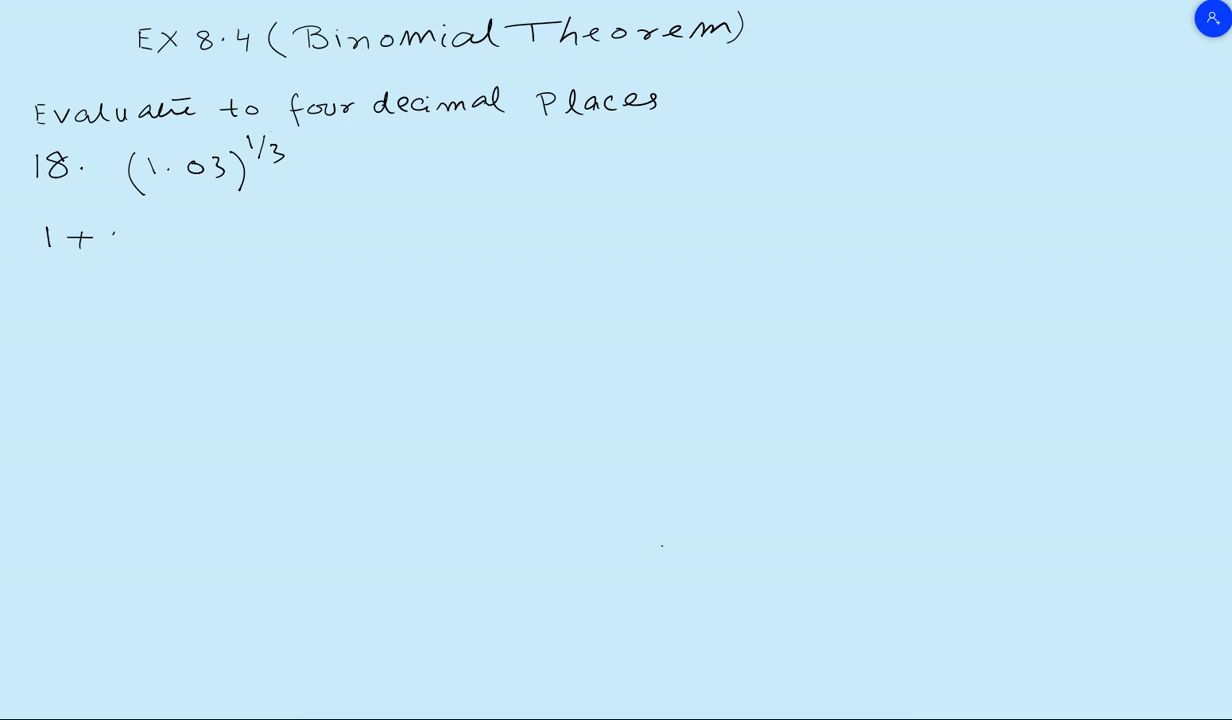 EX 8.4 (Binomial Theorem)
Evaluate to four decimal Places
18. (1.03)^1/3
1 + .